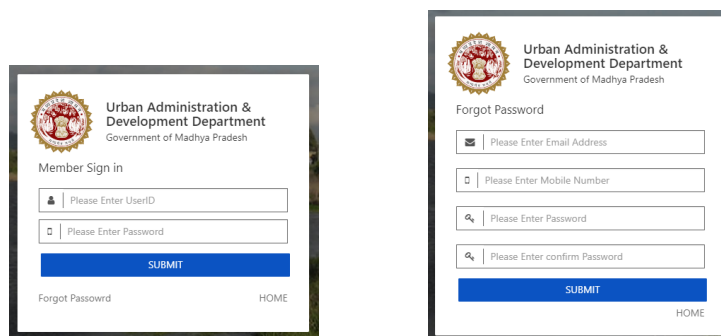 Urban Administration &
Development Department
Government of Madhya Pradesh
Member Sign in
Please Enter UserID
Please Enter Password
SUBMIT
Forgot Passowrd
HOME
Urban Administration &
Development Department
Government of Madhya Pradesh
Forgot Password
Please Enter Email Address
Please Enter Mobile Number
Please Enter Password
Please Enter confirm Password
SUBMIT
HOME